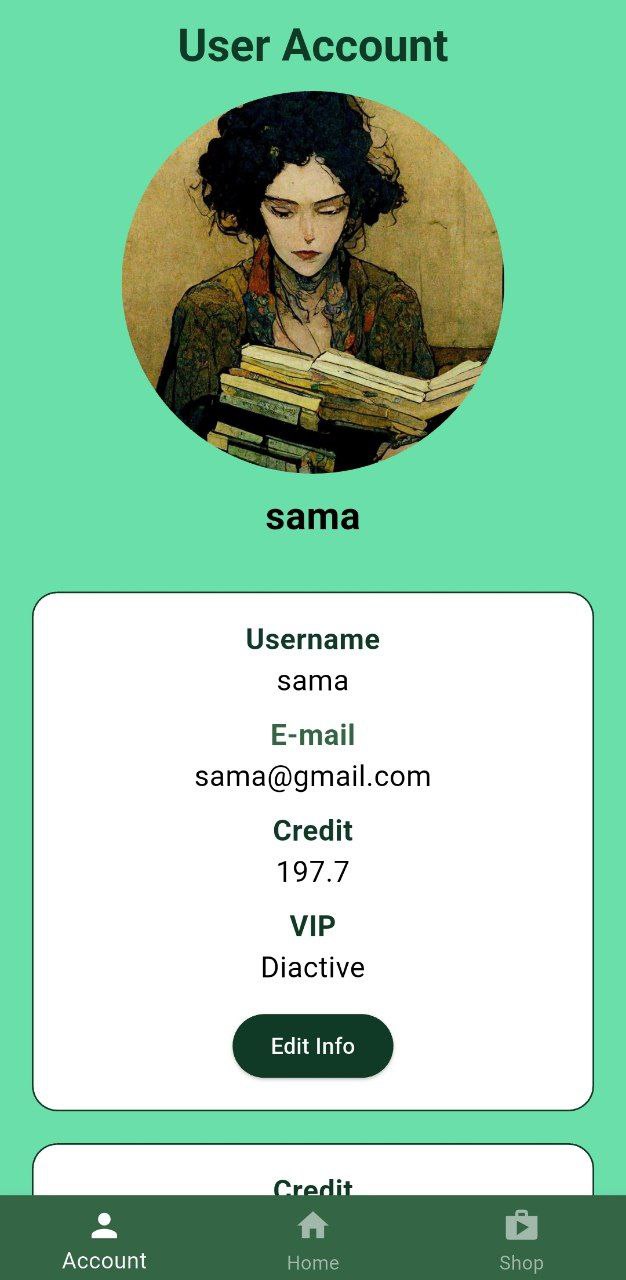 User Account
sama
Username
sama
E-mail
sama@gmail.com
Credit
197.7
VIP
Diactive
Edit Info
Credit
Account
Home
Shop